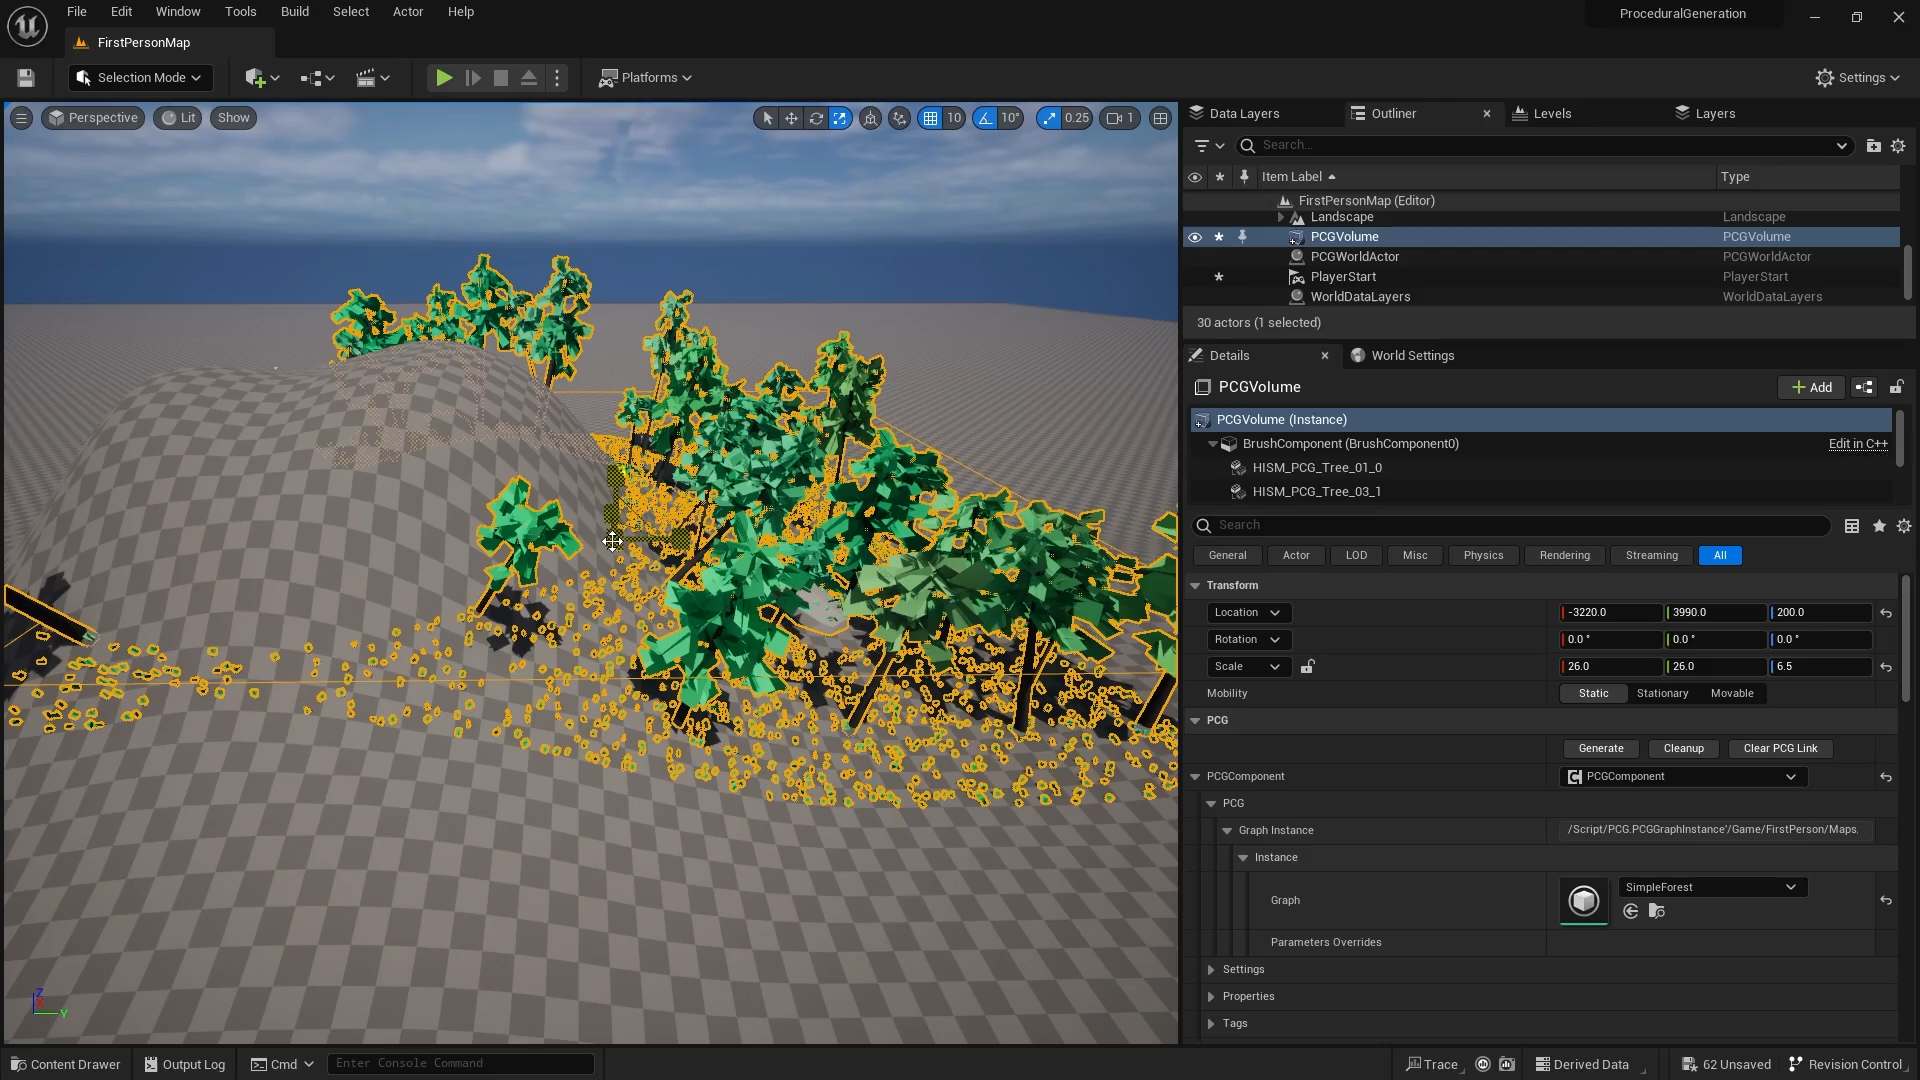 File Edit Window Tools Build Select Actor Help
ProceduralGeneration
FirstPersonMap
Selection Mode
Platforms
Settings
Perspective Lit Show
10 10° 0.25 1
Data Layers Outliner Levels Layers
Search...
Item Label Type
FirstPersonMap (Editor)
Landscape Landscape
PCGVolume PCGVolume
PCGWorldActor PCGWorldActor
PlayerStart PlayerStart
WorldDataLayers WorldDataLayers
30 actors (1 selected)
Details World Settings
PCGVolume
Add
PCGVolume (Instance)
BrushComponent (BrushComponent0) Edit in C++
HISM_PCG_Tree_01_0
HISM_PCG_Tree_03_1
Search
General Actor LOD Misc Physics Rendering Streaming All
Transform
Location -3220.0 3990.0 200.0
Rotation 0.0° 0.0° 0.0°
Scale 26.0 26.0 6.5
Mobility Static Stationary Movable
PCG
Generate Cleanup Clear PCG Link
PCGComponent PCGComponent
PCG
Graph Instance /Script/PCG.PCGGraphInstance'/Game/FirstPerson/Maps.
Instance
Graph SimpleForest
Parameters Overrides
Settings
Properties
Tags
Z
X
Y
Content Drawer Output Log Cmd Enter Console Command Trace Derived Data 62 Unsaved Revision Control